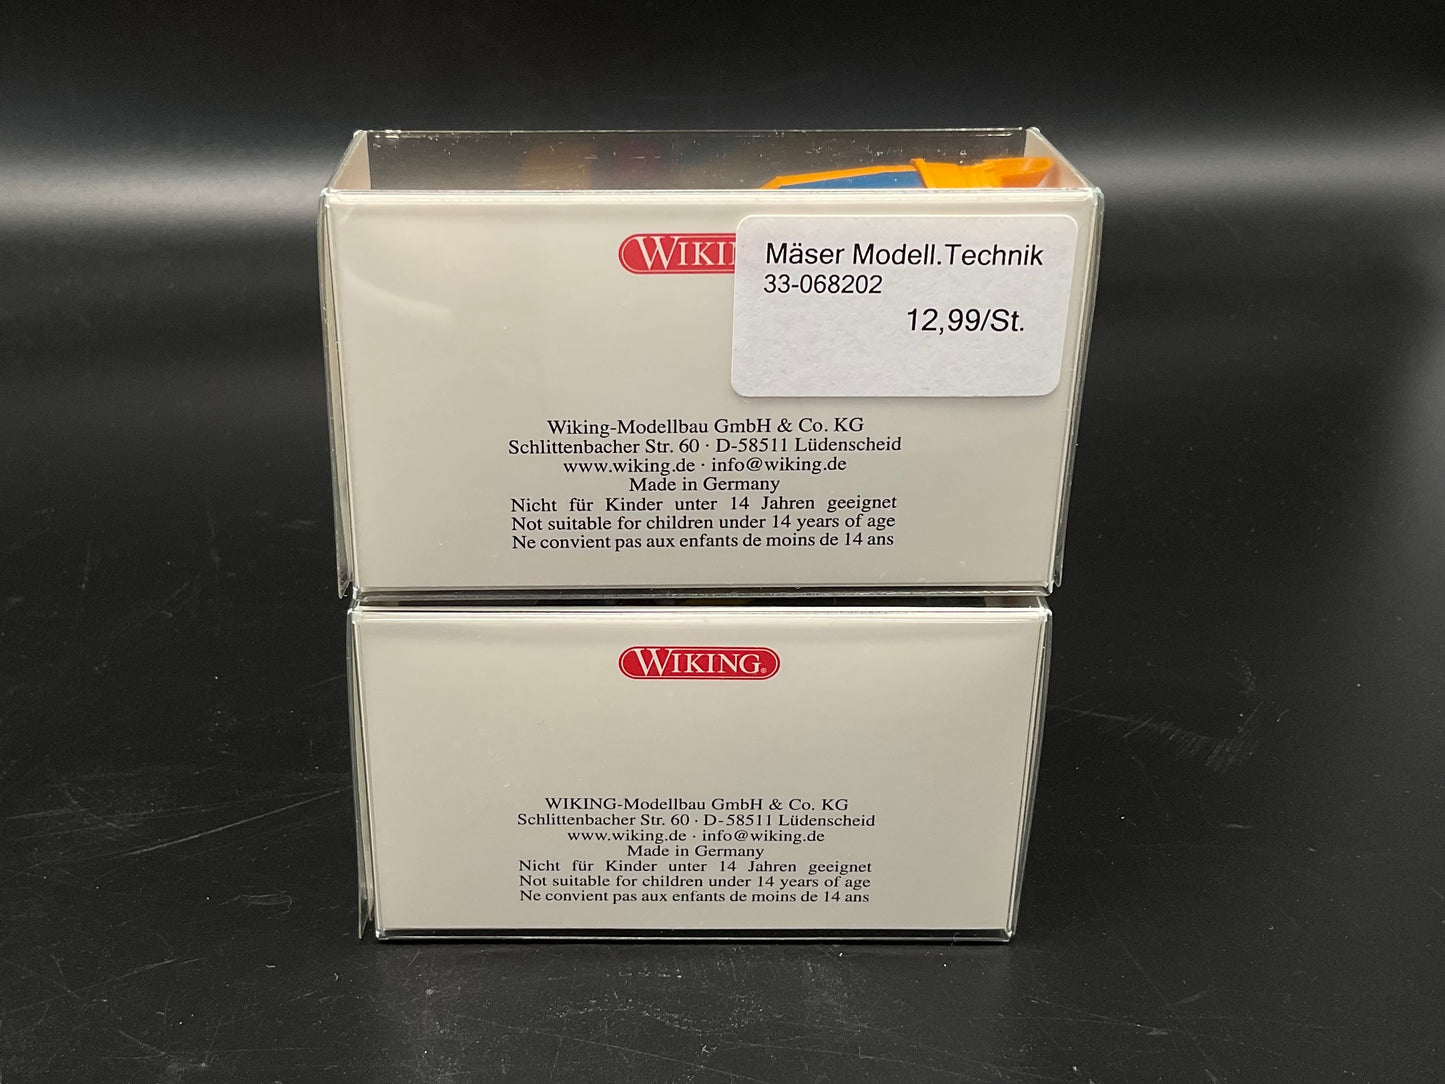 WIKI
Mäser Modell.Technik
33-068202
12,99/St.
Wiking-Modellbau GmbH & Co. KG
Schlittenbacher Str. 60 · D-58511 Lüdenscheid
www.wiking.de · info@wiking.de
Made in Germany
Nicht für Kinder unter 14 Jahren geeignet
Not suitable for children under 14 years of age
Ne convient pas aux enfants de moins de 14 ans
WIKING®
WIKING-Modellbau GmbH & Co. KG
Schlittenbacher Str. 60 · D-58511 Lüdenscheid
www.wiking.de · info@wiking.de
Made in Germany
Nicht für Kinder unter 14 Jahren geeignet
Not suitable for children under 14 years of age
Ne convient pas aux enfants de moins de 14 ans